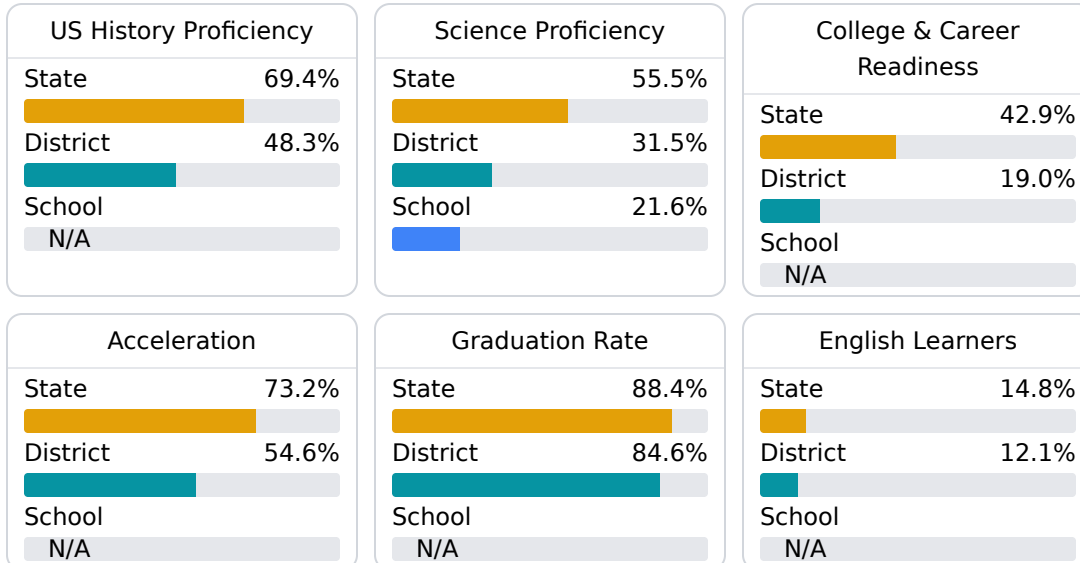 US History Proficiency
State 69.4%
District 48.3%
School
N/A
Science Proficiency
State 55.5%
District 31.5%
School 21.6%
College & Career
Readiness
State 42.9%
District 19.0%
School
N/A
Acceleration
State 73.2%
District 54.6%
School
N/A
Graduation Rate
State 88.4%
District 84.6%
School
N/A
English Learners
State 14.8%
District 12.1%
School
N/A